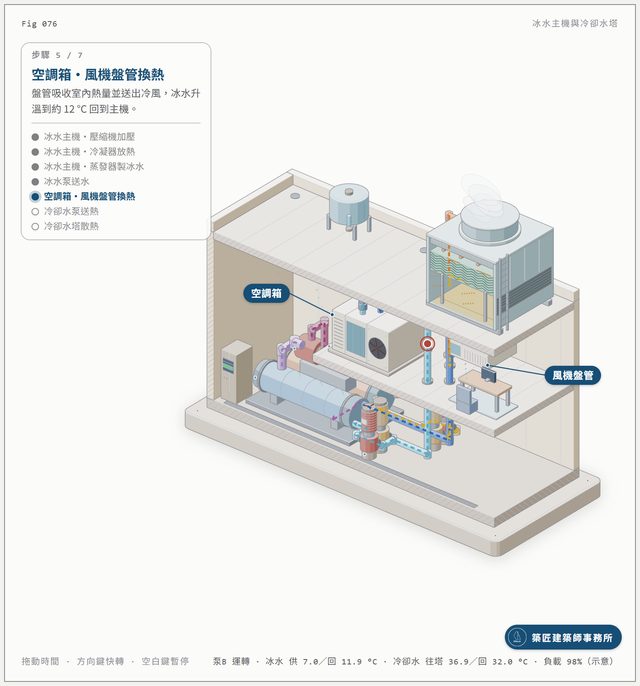 Fig 076
冰水主機與冷卻水塔
步驟 5 / 7
空調箱・風機盤管換熱
盤管吸收室內熱量並送出冷風，冰水升
溫到約 12 °C 回到主機。
冰水主機・壓縮機加壓
冰水主機・冷凝器放熱
冰水主機・蒸發器製冰水
冰水泵送水
空調箱・風機盤管換熱
冷卻水泵送熱
冷卻水塔散熱
空調箱
風機盤管
築匠建築師事務所
拖動時間 · 方向鍵快轉 · 空白鍵暫停
泵B 運轉 · 冰水 供 7.0／回 11.9 °C · 冷卻水 往塔 36.9／回 32.0 °C · 負載 98%（示意）